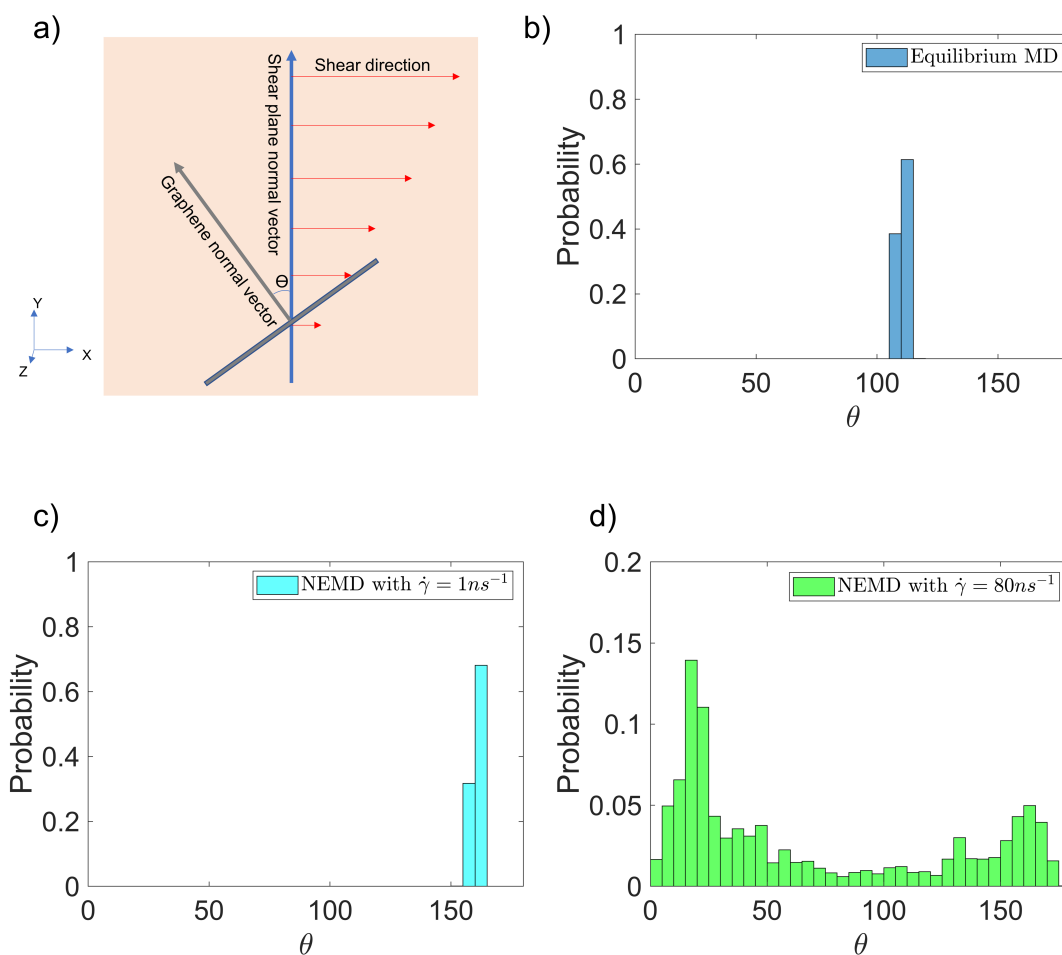 a)
Shear direction
Shear plane normal vector
Graphene normal vector
Θ
Y
X
Z
b)
Equilibrium MD
Probability
1
0.8
0.6
0.4
0.2
0
0 50 100 150
θ
c)
NEMD with γ̇ = 1ns⁻¹
Probability
1
0.8
0.6
0.4
0.2
0
0 50 100 150
θ
d)
NEMD with γ̇ = 80ns⁻¹
Probability
0.2
0.15
0.1
0.05
0
0 50 100 150
θ